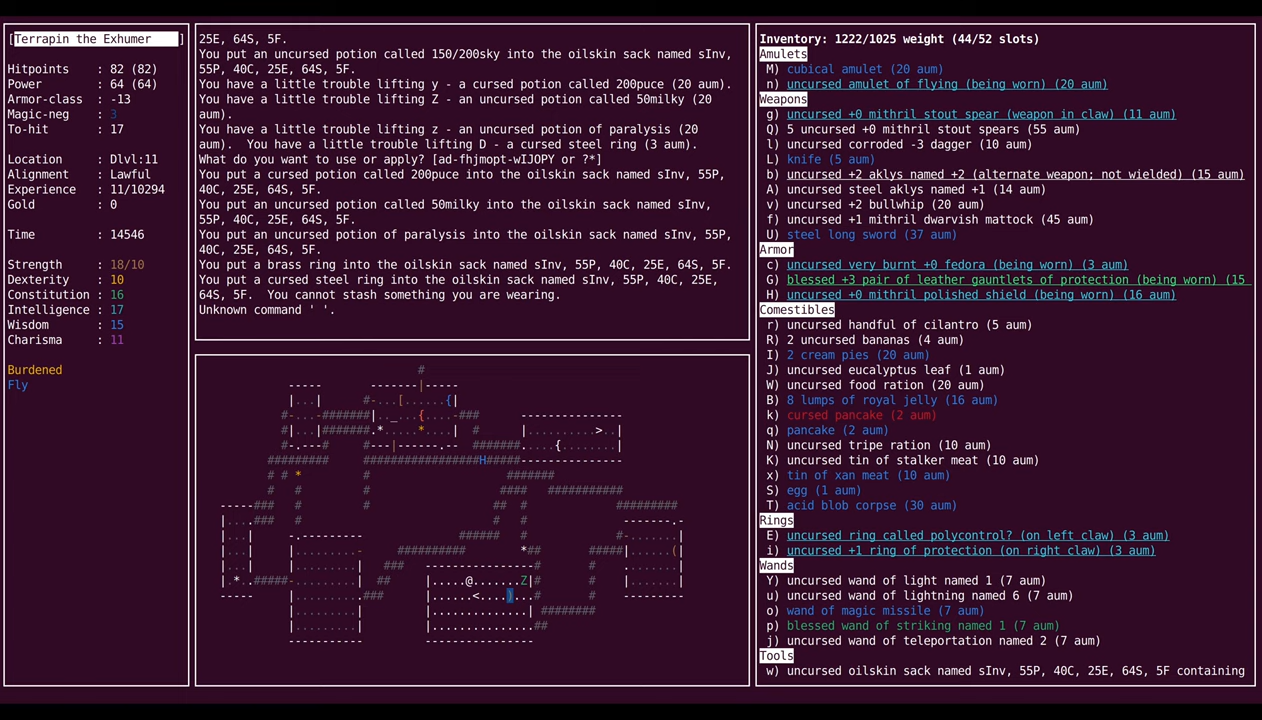 [Terrapin the Exhumer ]
Hitpoints : 82 (82)
Power : 64 (64)
Armor-class : -13
Magic-neg : 3
To-hit : 17
Location : Dlvl:11
Alignment : Lawful
Experience : 11/10294
Gold : 0
Time : 14546
Strength : 18/10
Dexterity : 10
Constitution : 16
Intelligence : 17
Wisdom : 15
Charisma : 11
Burdened
Fly
25E, 64S, 5F.
You put an uncursed potion called 150/200sky into the oilskin sack named sInv,
55P, 40C, 25E, 64S, 5F.
You have a little trouble lifting y - a cursed potion called 200puce (20 aum).
You have a little trouble lifting Z - an uncursed potion called 50milky (20
aum).
You have a little trouble lifting z - an uncursed potion of paralysis (20
aum).  You have a little trouble lifting D - a cursed steel ring (3 aum).
What do you want to use or apply? [ad-fhjmopt-wIJOPY or ?*]
You put a cursed potion called 200puce into the oilskin sack named sInv, 55P,
40C, 25E, 64S, 5F.
You put an uncursed potion called 50milky into the oilskin sack named sInv,
55P, 40C, 25E, 64S, 5F.
You put an uncursed potion of paralysis into the oilskin sack named sInv, 55P,
40C, 25E, 64S, 5F.
You put a brass ring into the oilskin sack named sInv, 55P, 40C, 25E, 64S, 5F.
You put a cursed steel ring into the oilskin sack named sInv, 55P, 40C, 25E,
64S, 5F.  You cannot stash something you are wearing.
Unknown command ' '.
Inventory: 1222/1025 weight (44/52 slots)
Amulets
M) cubical amulet (20 aum)
n) uncursed amulet of flying (being worn) (20 aum)
Weapons
g) uncursed +0 mithril stout spear (weapon in claw) (11 aum)
Q) 5 uncursed +0 mithril stout spears (55 aum)
l) uncursed corroded -3 dagger (10 aum)
L) knife (5 aum)
b) uncursed +2 aklys named +2 (alternate weapon; not wielded) (15 aum)
A) uncursed steel aklys named +1 (14 aum)
v) uncursed +2 bullwhip (20 aum)
f) uncursed +1 mithril dwarvish mattock (45 aum)
U) steel long sword (37 aum)
Armor
c) uncursed very burnt +0 fedora (being worn) (3 aum)
G) blessed +3 pair of leather gauntlets of protection (being worn) (15
H) uncursed +0 mithril polished shield (being worn) (16 aum)
Comestibles
r) uncursed handful of cilantro (5 aum)
R) 2 uncursed bananas (4 aum)
I) 2 cream pies (20 aum)
J) uncursed eucalyptus leaf (1 aum)
W) uncursed food ration (20 aum)
B) 8 lumps of royal jelly (16 aum)
k) cursed pancake (2 aum)
q) pancake (2 aum)
N) uncursed tripe ration (10 aum)
K) uncursed tin of stalker meat (10 aum)
x) tin of xan meat (10 aum)
S) egg (1 aum)
T) acid blob corpse (30 aum)
Rings
E) uncursed ring called polycontrol? (on left claw) (3 aum)
i) uncursed +1 ring of protection (on right claw) (3 aum)
Wands
Y) uncursed wand of light named 1 (7 aum)
u) uncursed wand of lightning named 6 (7 aum)
o) wand of magic missile (7 aum)
p) blessed wand of striking named 1 (7 aum)
j) uncursed wand of teleportation named 2 (7 aum)
Tools
w) uncursed oilskin sack named sInv, 55P, 40C, 25E, 64S, 5F containing